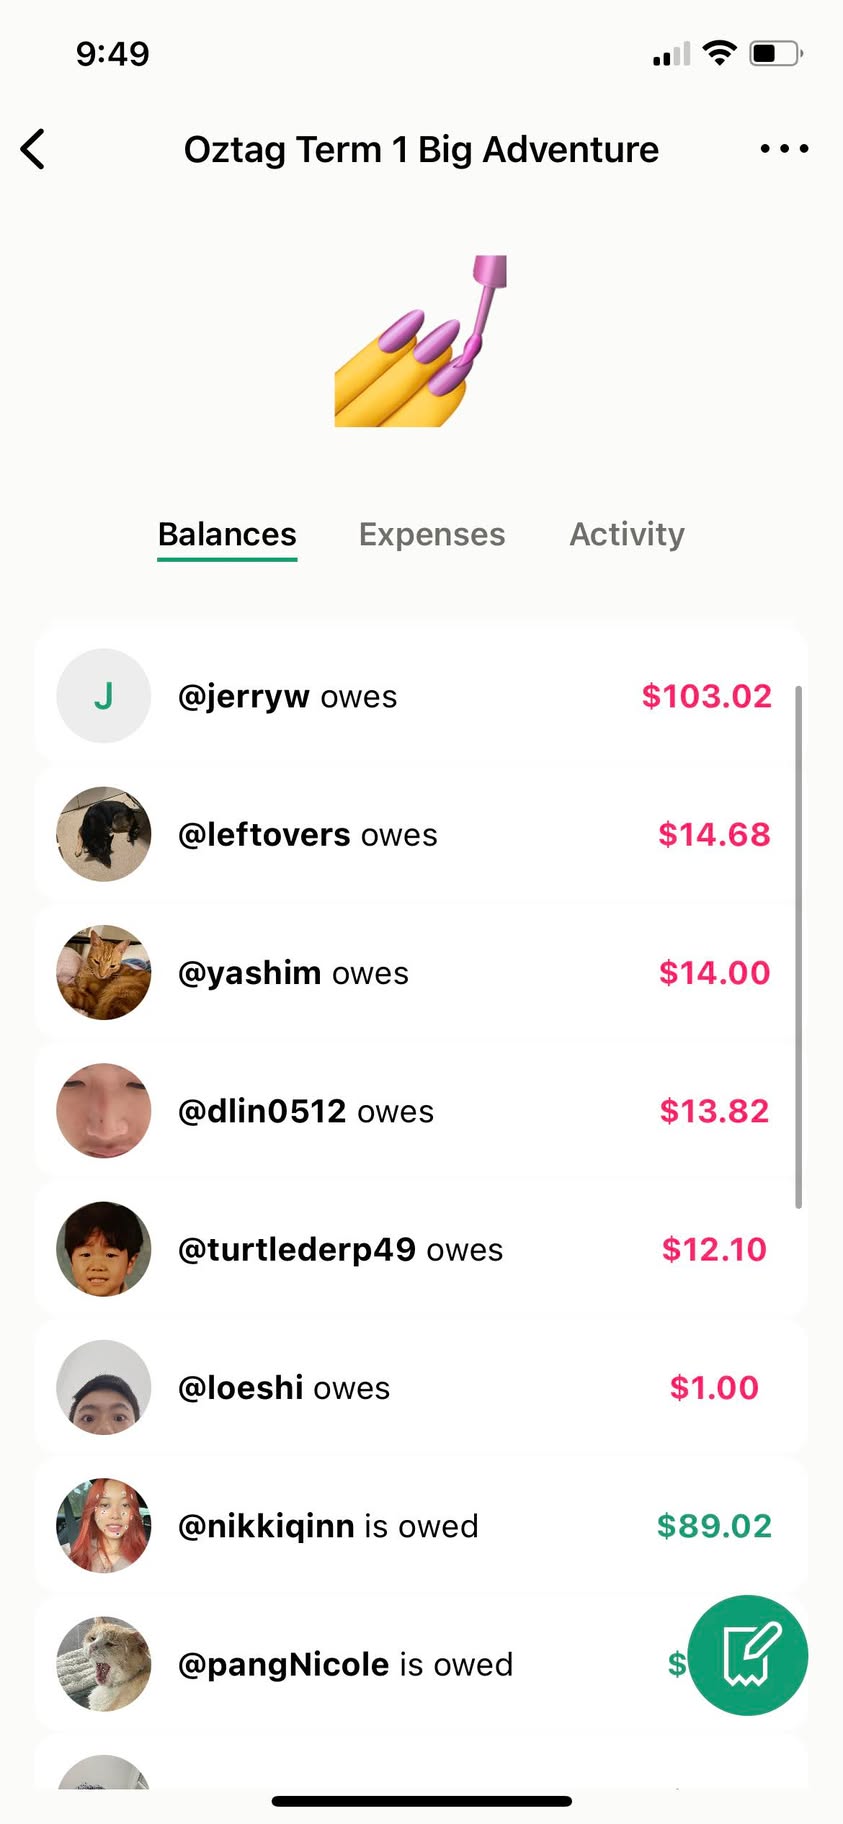 9:49
Oztag Term 1 Big Adventure
Balances Expenses Activity
J @jerryw owes $103.02
@leftovers owes $14.68
@yashim owes $14.00
@dlin0512 owes $13.82
@turtlederp49 owes $12.10
@loeshi owes $1.00
@nikkiqinn is owed $89.02
@pangNicole is owed $